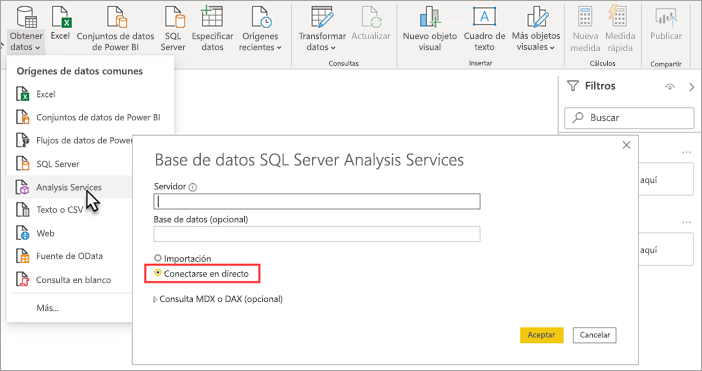 Obtener datos
Excel
Conjuntos de datos de Power BI
SQL Server
Especificar datos
Orígenes recientes
Transformar datos
Actualizar
Nuevo objeto visual
Cuadro de texto
Más objetos visuales
Nueva medida
Medida rápida
Publicar
Consultas
Insertar
Cálculos
Compartir
Orígenes de datos comunes
Excel
Conjuntos de datos de Power BI
Flujos de datos de Power
SQL Server
Analysis Services
Texto o CSV
Web
Fuente de OData
Consulta en blanco
Más...
Base de datos SQL Server Analysis Services
Servidor
Base de datos (opcional)
Importación
Conectarse en directo
Consulta MDX o DAX (opcional)
Aceptar
Cancelar
Filtros
Buscar
...
aquí
...
aquí